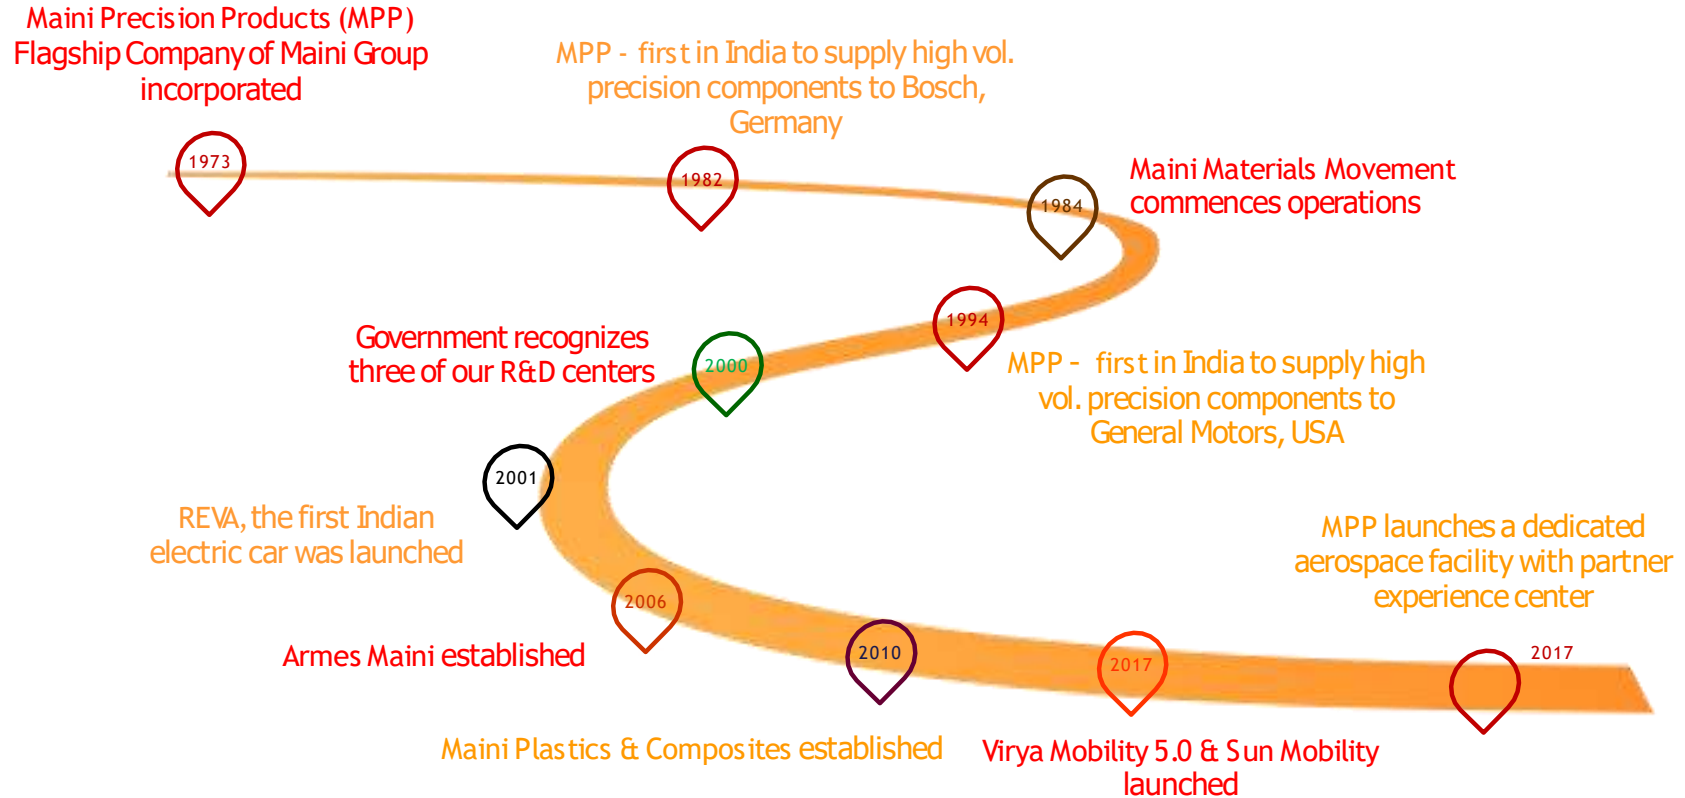 Maini Precision Products (MPP)
Flagship Company of Maini Group
incorporated
1973
MPP - first in India to supply high vol.
precision components to Bosch,
Germany
1982
Maini Materials Movement
commences operations
1984
1994
MPP - first in India to supply high
vol. precision components to
General Motors, USA
Government recognizes
three of our R&D centers
2000
2001
REVA, the first Indian
electric car was launched
2006
Armes Maini established
2010
Maini Plastics & Composites established
2017
Virya Mobility 5.0 & Sun Mobility
launched
MPP launches a dedicated
aerospace facility with partner
experience center
2017